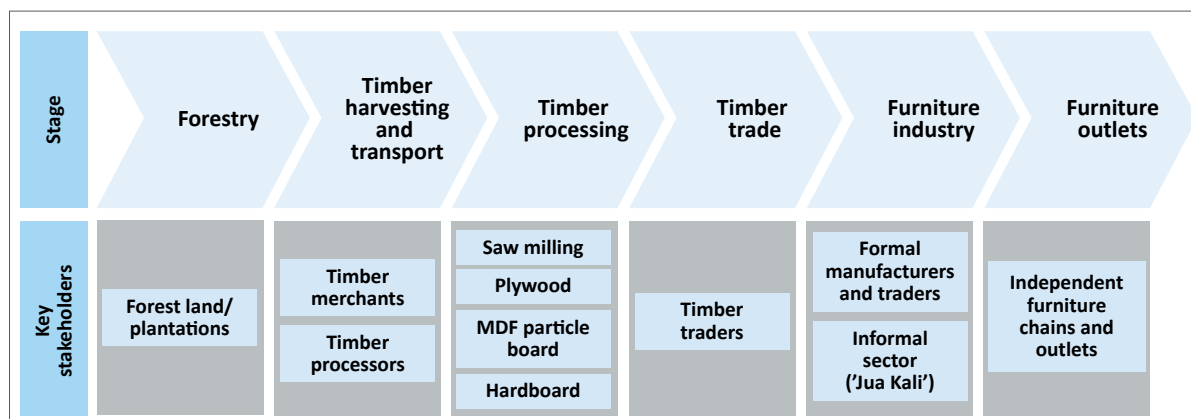 Stage
Forestry
Timber
harvesting
and
transport
Timber
processing
Timber
trade
Furniture
industry
Furniture
outlets
Key
stakeholders
Forest land/
plantations
Timber
merchants
Timber
processors
Saw milling
Plywood
MDF particle
board
Hardboard
Timber
traders
Formal
manufacturers
and traders
Informal
sector
('Jua Kali')
Independent
furniture
chains and
outlets